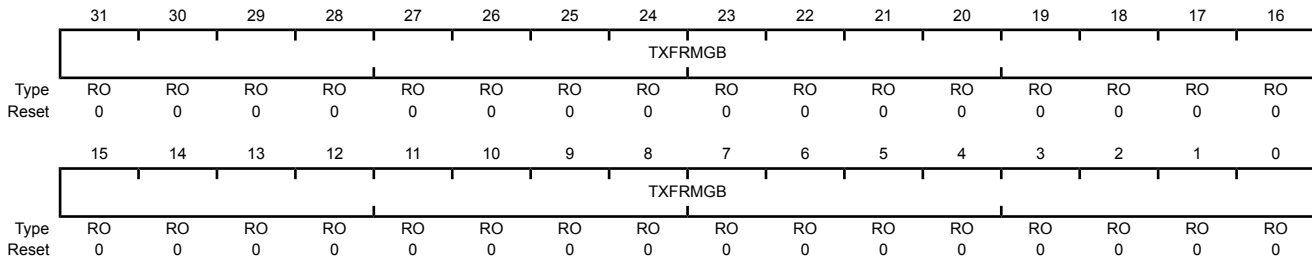 31 30 29 28 27 26 25 24 23 22 21 20 19 18 17 16
TXFRMGB
Type RO RO RO RO RO RO RO RO RO RO RO RO RO RO RO RO
Reset 0 0 0 0 0 0 0 0 0 0 0 0 0 0 0 0
15 14 13 12 11 10 9 8 7 6 5 4 3 2 1 0
TXFRMGB
Type RO RO RO RO RO RO RO RO RO RO RO RO RO RO RO RO
Reset 0 0 0 0 0 0 0 0 0 0 0 0 0 0 0 0